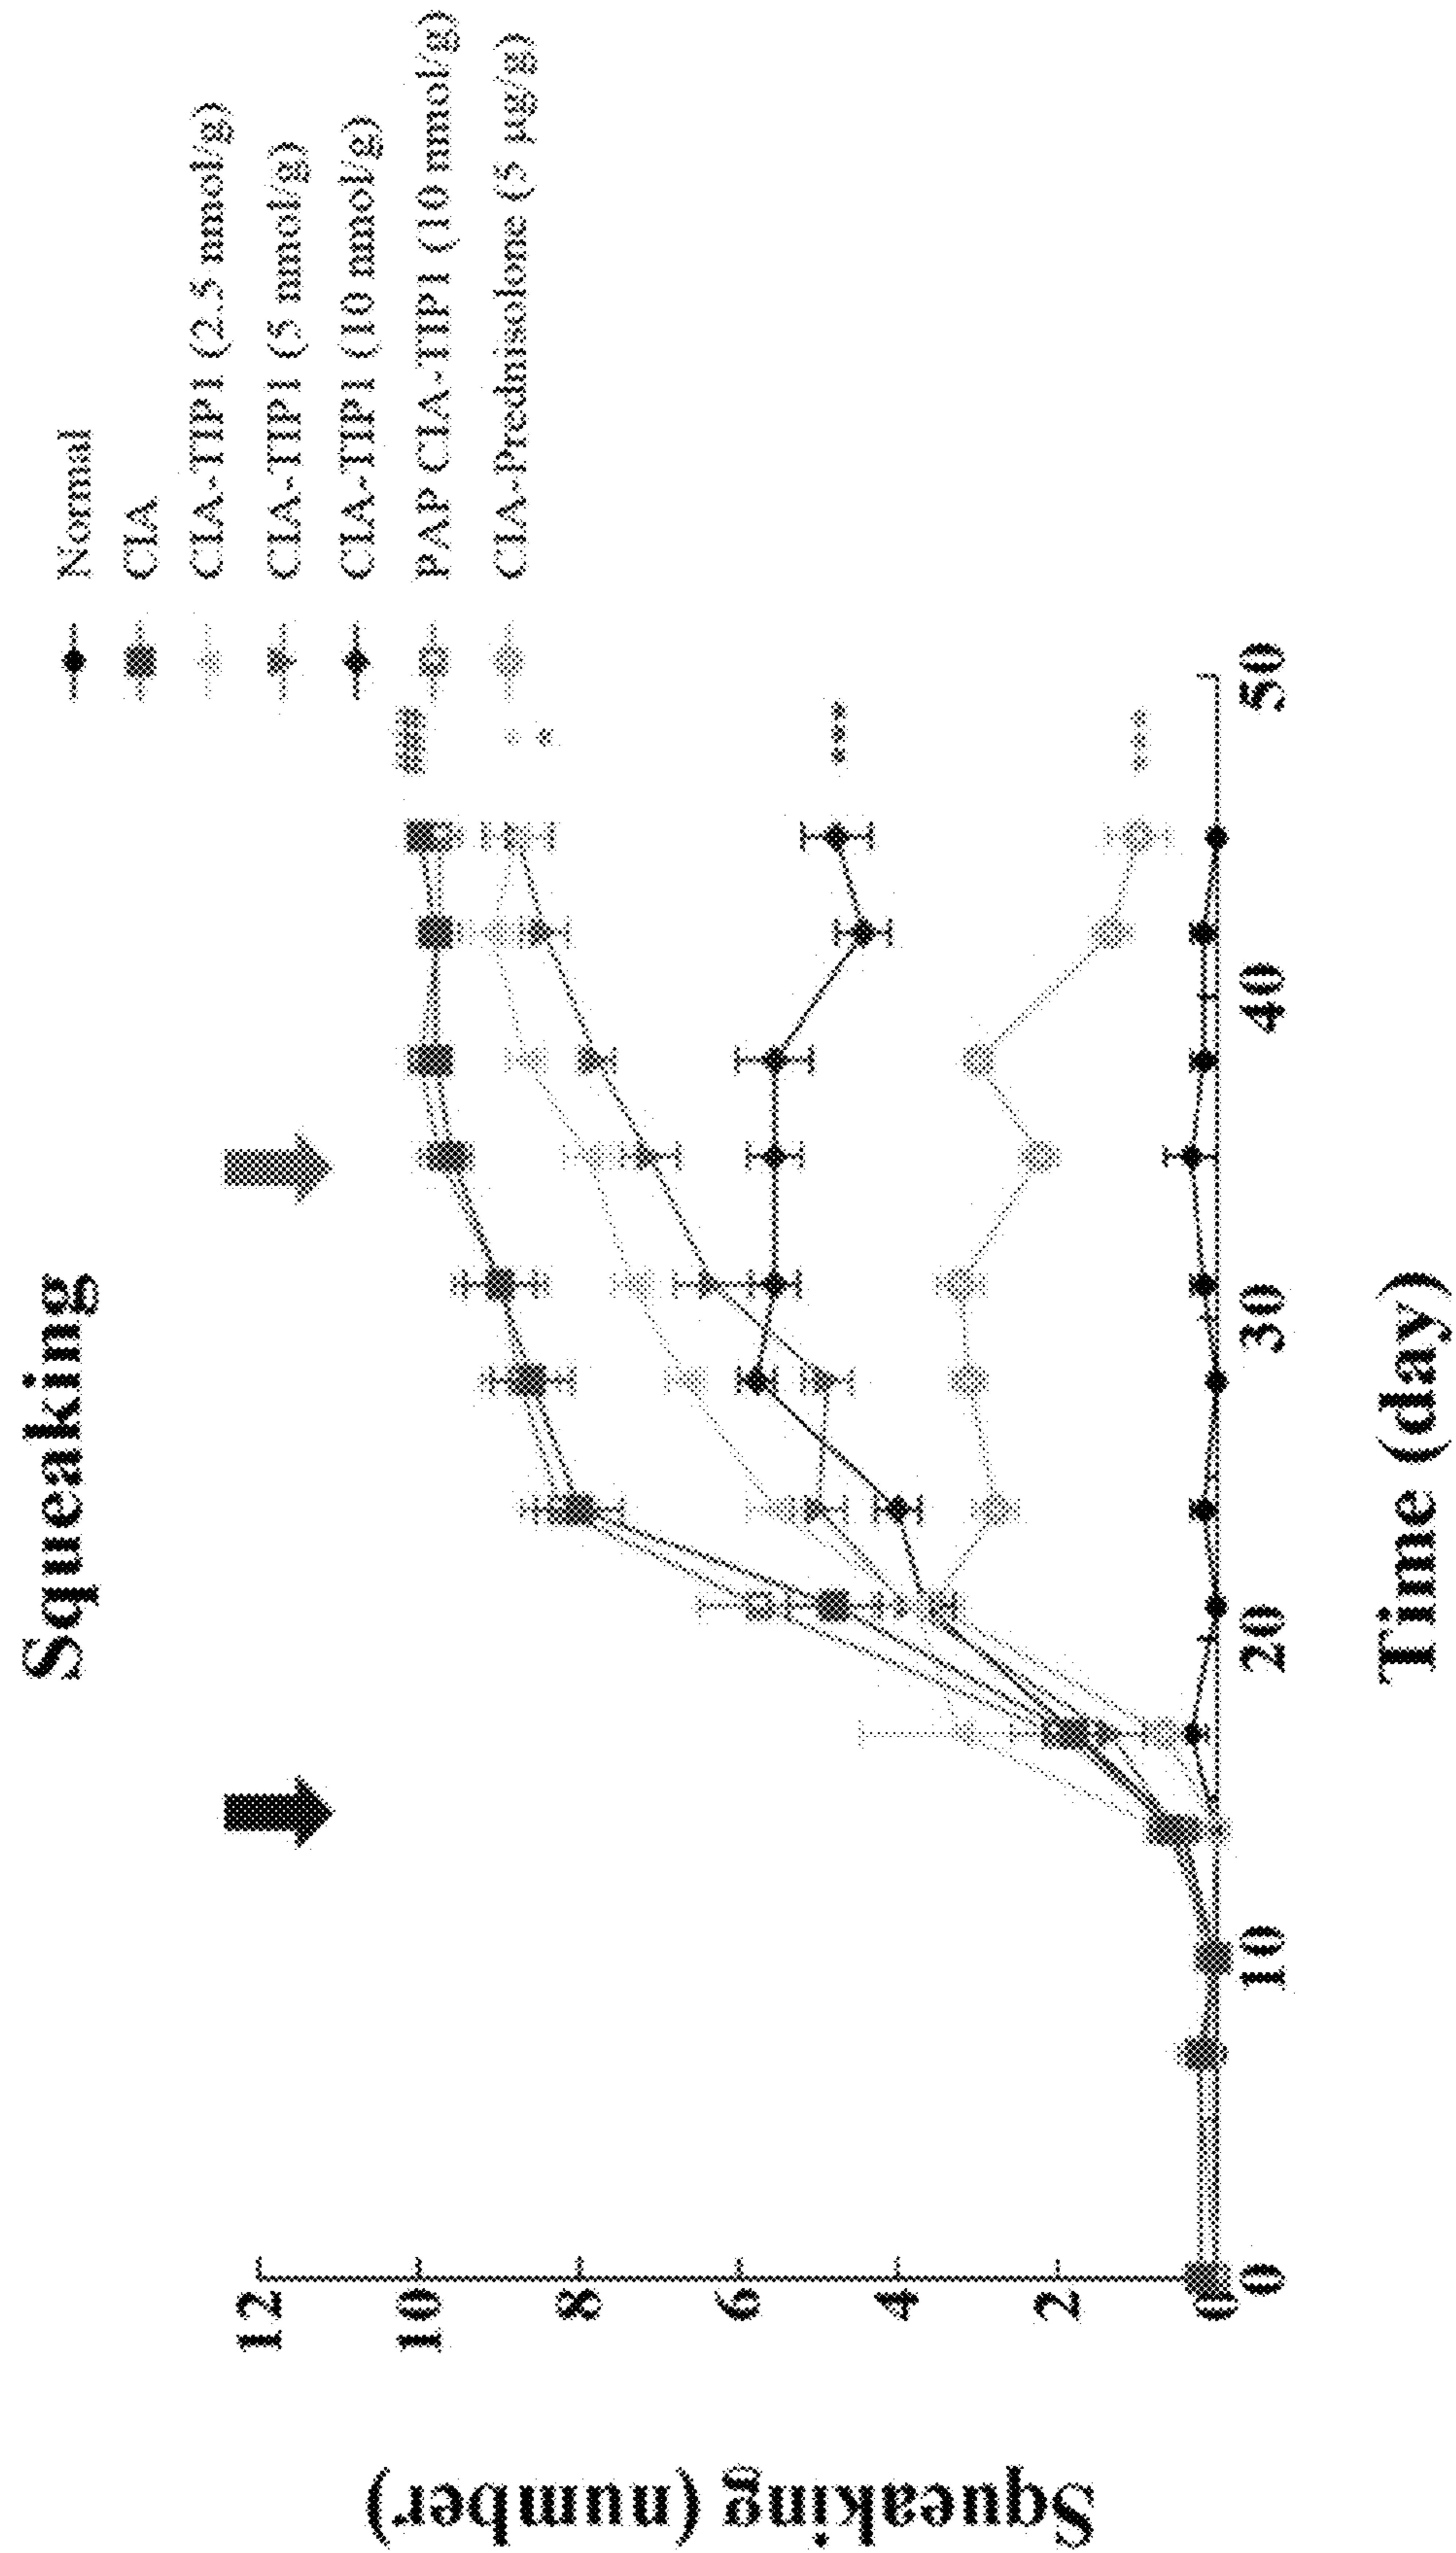 Squeaking
Normal
CIA
CIA-TIP1 (2.5 nmol/g)
CIA-TIP1 (5 nmol/g)
CIA-TIP1 (10 nmol/g)
PAP CIA-TIP1 (10 nmol/g)
CIA-Prednisolone (5 µg/g)
###
*
*
***
***
Squeaking (number)
12
10
8
6
4
2
0
0 10 20 30 40 50
Time (day)